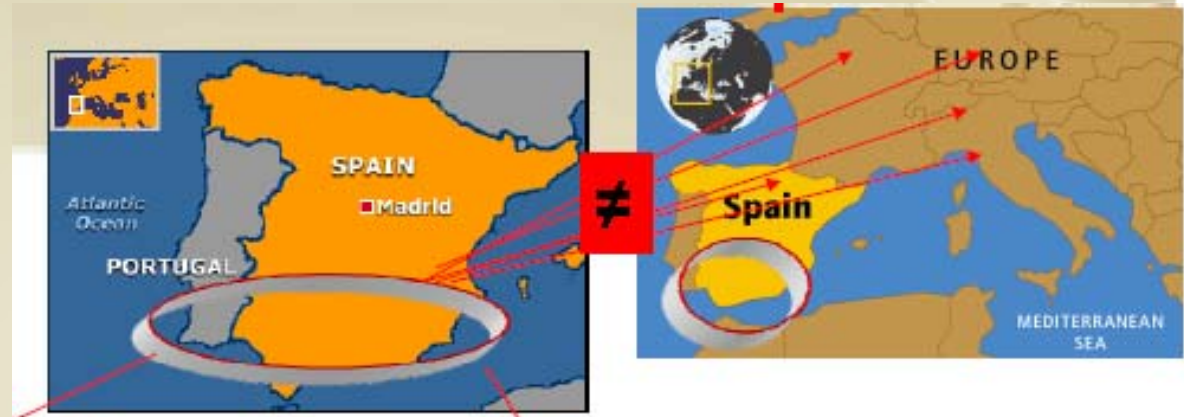 SPAIN
Madrid
Atlantic
Ocean
PORTUGAL
≠
EUROPE
Spain
MEDITERRANEAN
SEA